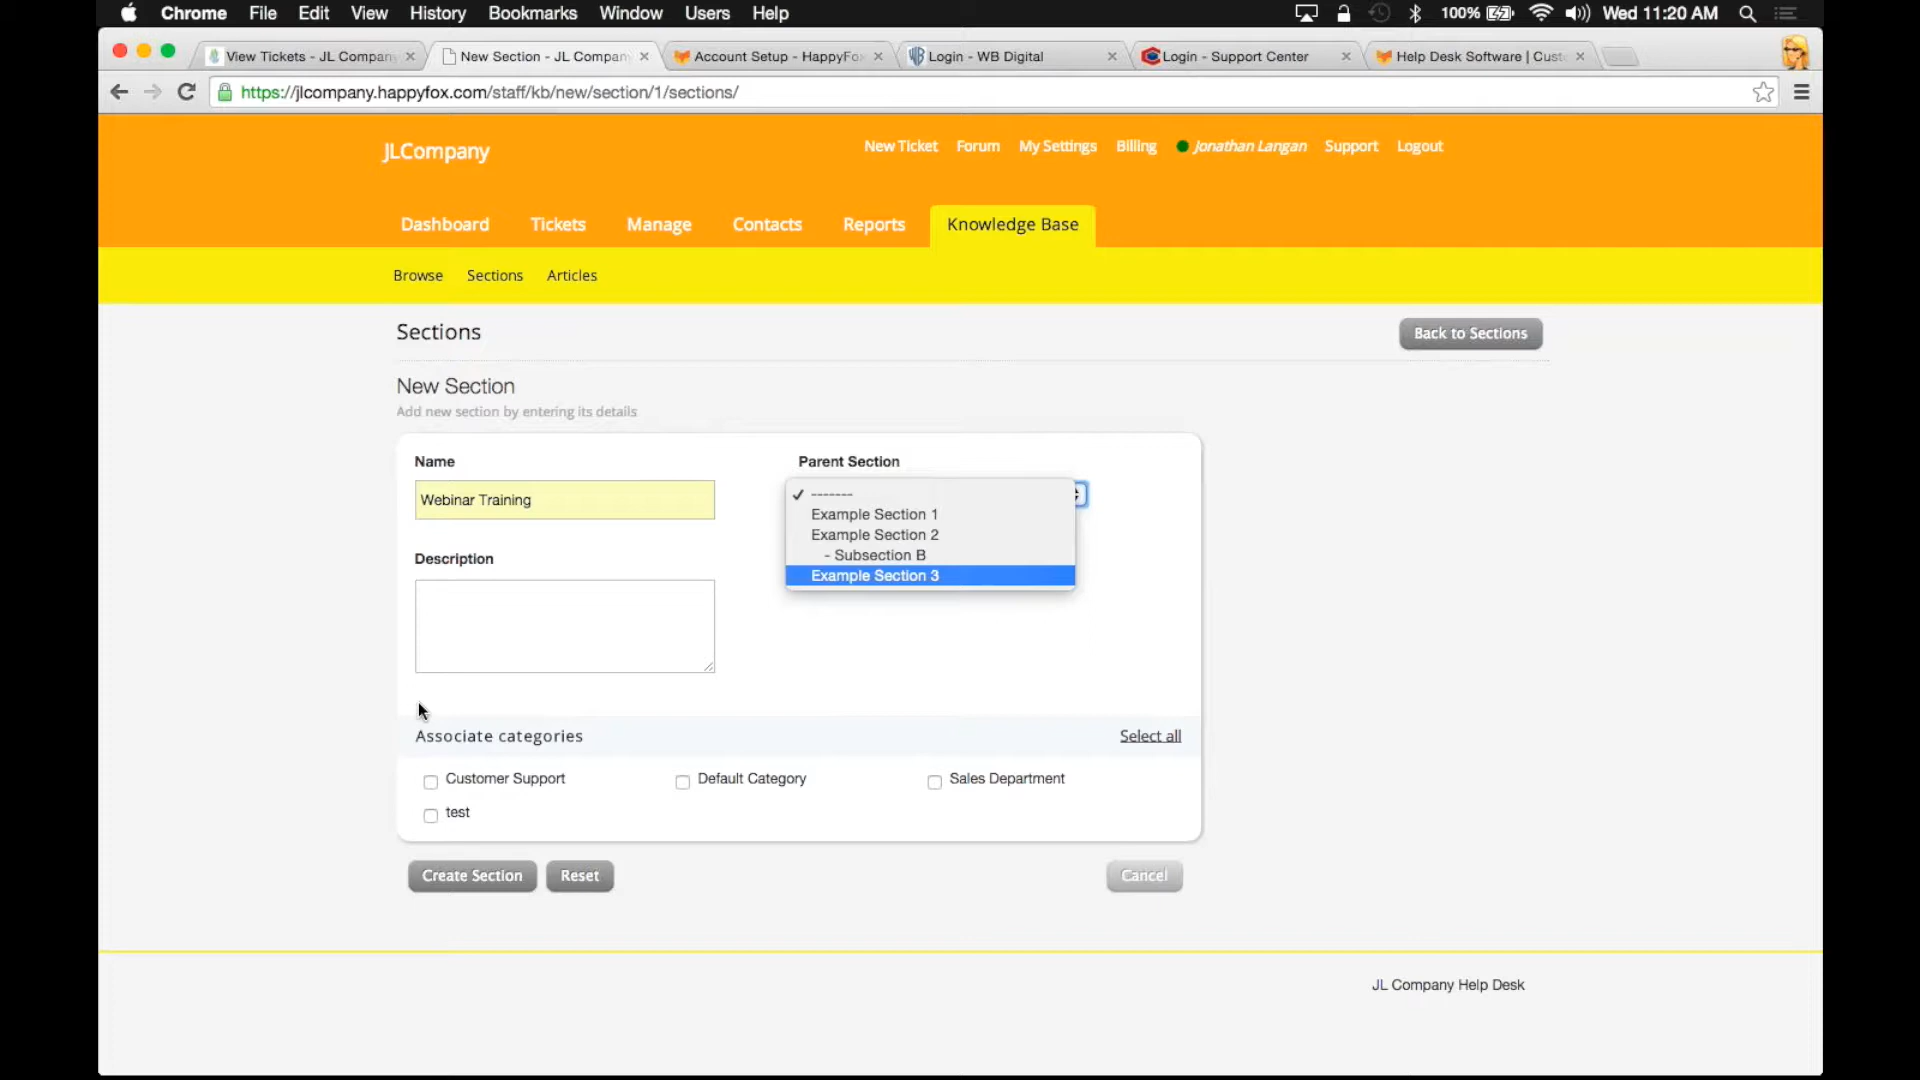 Chrome File Edit View History Bookmarks Window Users Help 100% Wed 11:20 AM
View Tickets - JL Company New Section - JL Company Account Setup - HappyFox Login - WB Digital Login - Support Center Help Desk Software | Cust
https://jlcompany.happyfox.com/staff/kb/new/section/1/sections/
JLCompany
New Ticket Forum My Settings Billing Jonathan Langan Support Logout
Dashboard Tickets Manage Contacts Reports Knowledge Base
Browse Sections Articles
Sections
Back to Sections
New Section
Add new section by entering its details
Name
Webinar Training
Parent Section
✓ -------
Example Section 1
Example Section 2
- Subsection B
Example Section 3
Description
Associate categories Select all
Customer Support Default Category Sales Department
test
Create Section Reset Cancel
JL Company Help Desk